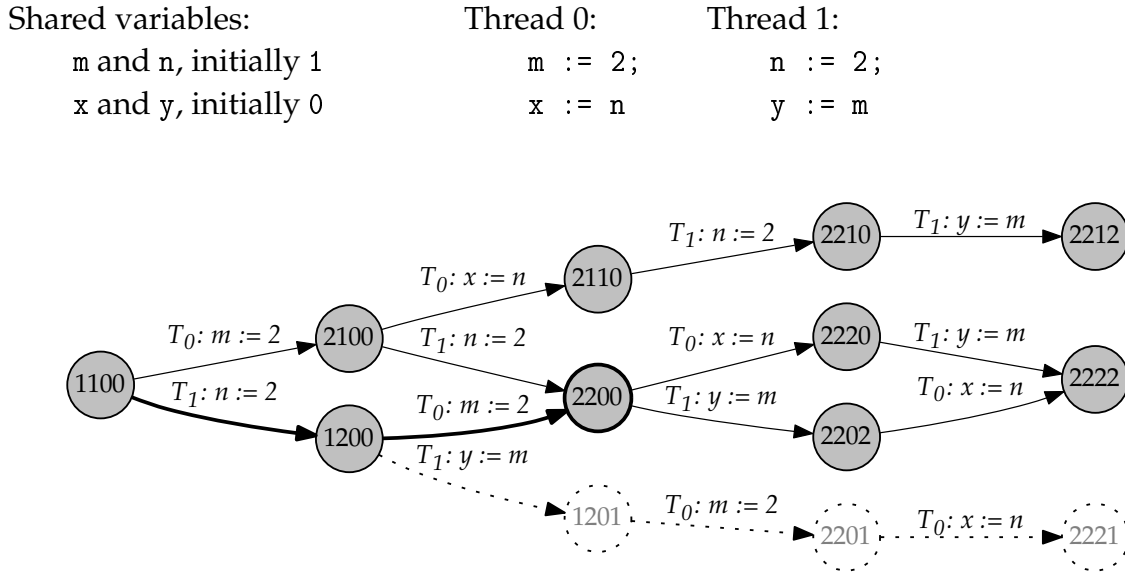 Shared variables: Thread 0: Thread 1:
m and n, initially 1 m := 2; n := 2;
x and y, initially 0 x := n y := m
2210 T1: y := m 2212
T1: n := 2
T0: x := n 2110
T0: m := 2 2100 T1: n := 2 T0: x := n 2220 T1: y := m
1100 T1: n := 2 T0: m := 2 2200 T1: y := m T0: x := n 2222
1200 2202
T1: y := m
1201 T0: m := 2 2201 T0: x := n 2221